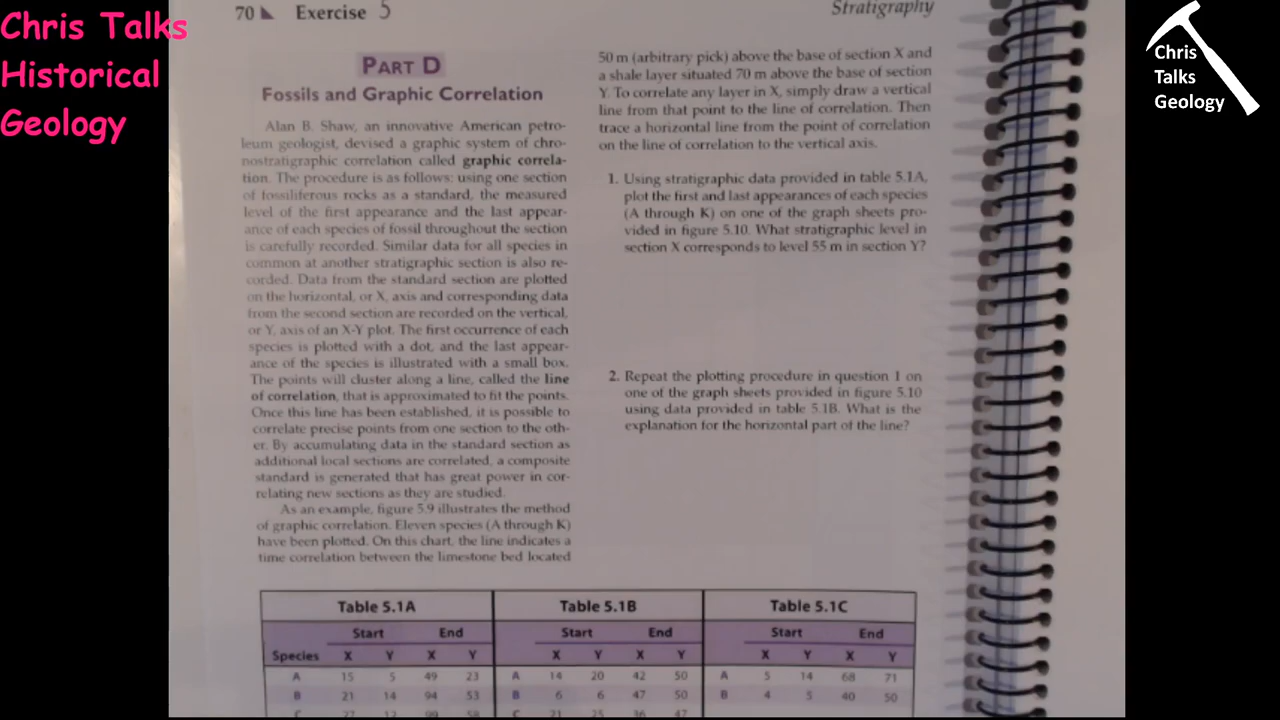 Chris Talks
Historical
Geology
Chris
Talks
Geology
70 Exercise 5
Stratigraphy
PART D
Fossils and Graphic Correlation
Alan B. Shaw, an innovative American petro-
leum geologist, devised a graphic system of chro-
nostratigraphic correlation called graphic correla-
tion. The procedure is as follows: using one section
of fossiliferous rocks as a standard, the measured
level of the first appearance and the last appear-
ance of each species of fossil throughout the section
is carefully recorded. Similar data for all species in
common at another stratigraphic section is also re-
corded. Data from the standard section are plotted
on the horizontal, or X, axis and corresponding data
from the second section are recorded on the vertical,
or Y, axis of an X-Y plot. The first occurrence of each
species is plotted with a dot, and the last appear-
ance of the species is illustrated with a small box.
The points will cluster along a line, called the line
of correlation, that is approximated to fit the points.
Once this line has been established, it is possible to
correlate precise points from one section to the oth-
er. By accumulating data in the standard section as
additional local sections are correlated, a composite
standard is generated that has great power in cor-
relating new sections as they are studied.
As an example, figure 5.9 illustrates the method
of graphic correlation. Eleven species (A through K)
have been plotted. On this chart, the line indicates a
time correlation between the limestone bed located
50 m (arbitrary pick) above the base of section X and
a shale layer situated 70 m above the base of section
Y. To correlate any layer in X, simply draw a vertical
line from that point to the line of correlation. Then
trace a horizontal line from the point of correlation
on the line of correlation to the vertical axis.
1. Using stratigraphic data provided in table 5.1A,
plot the first and last appearances of each species
(A through K) on one of the graph sheets pro-
vided in figure 5.10. What stratigraphic level in
section X corresponds to level 55 m in section Y?
2. Repeat the plotting procedure in question 1 on
one of the graph sheets provided in figure 5.10
using data provided in table 5.1B. What is the
explanation for the horizontal part of the line?
Table 5.1A Table 5.1B Table 5.1C
Start End Start End Start End
Species X Y X Y X Y X Y X Y X Y
A 15 5 49 23 A 14 20 42 50 A 5 14 68 71
B 21 14 94 53 B 6 6 47 50 B 4 5 40 50
C 27 12 99 58 C 21 25 36 47